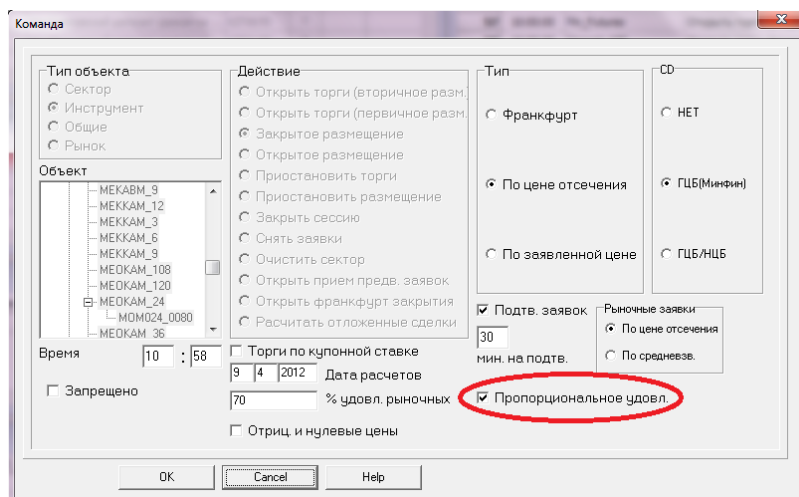 Команда
Тип объекта
Сектор
Инструмент
Общие
Рынок
Объект
MEKABM_9
MEKKAM_12
MEKKAM_3
MEKKAM_6
MEKKAM_9
MEOKAM_108
MEOKAM_120
MEOKAM_24
MOM024_0080
MEOKAM 36
Время
10 : 58
Запрещено
Действие
Открыть торги (вторичное разм.)
Открыть торги (первичное разм.
Закрытое размещение
Открытое размещение
Приостановить торги
Приостановить размещение
Закрыть сессию
Снять заявки
Очистить сектор
Открыть прием предв. заявок
Открыть франкфурт закрытия
Расчитать отложенные сделки
Торги по купонной ставке
9 4 2012 Дата расчетов
70 % удовл. рыночных
Отриц. и нулевые цены
Тип
Франкфурт
По цене отсечения
По заявленной цене
CD
НЕТ
ГЦБ(Минфин)
ГЦБ/НЦБ
Подтв. заявок
30
мин. на подтв.
Рыночные заявки
По цене отсечения
По средневзв.
Пропорциональное удовл.
OK
Cancel
Help